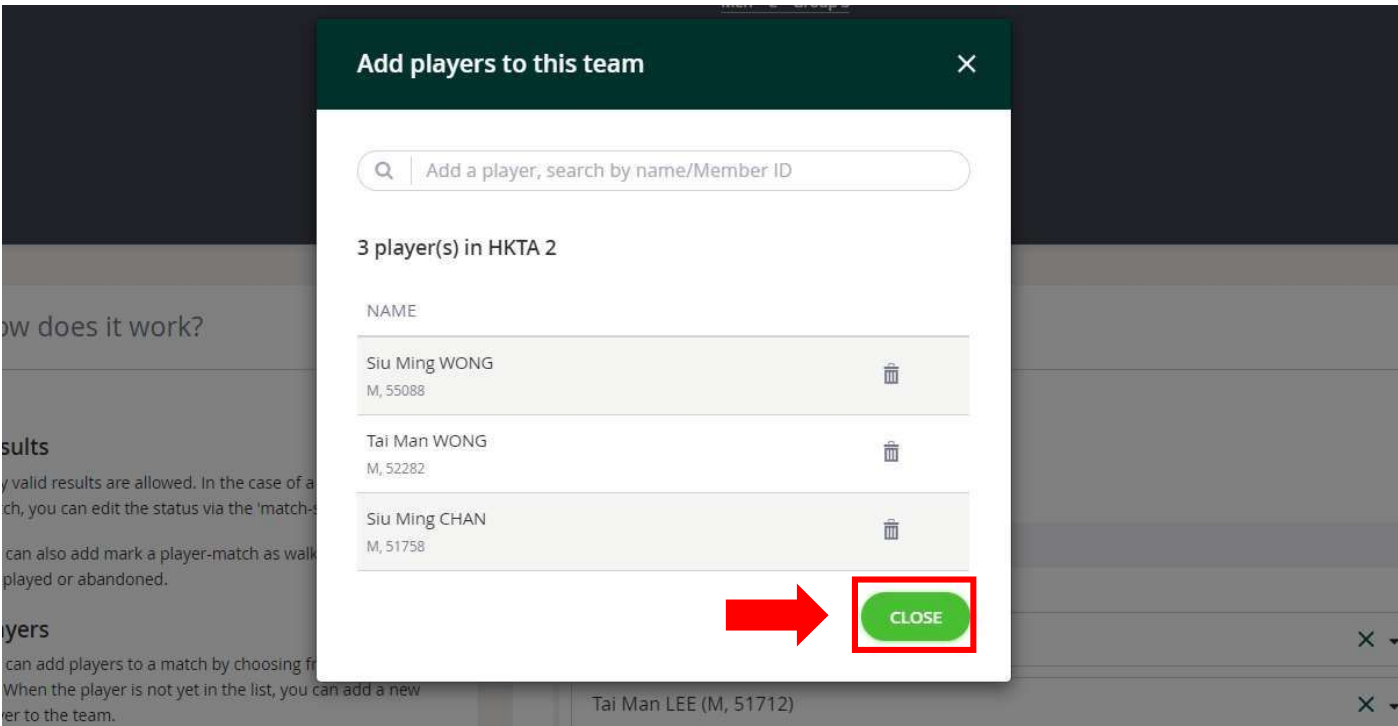 Add players to this team
Add a player, search by name/Member ID
3 player(s) in HKTA 2
NAME
Siu Ming WONG
M, 55088
Tai Man WONG
M, 52282
Siu Ming CHAN
M, 51758
CLOSE
ow does it work?
sults
y valid results are allowed. In the case of a
ch, you can edit the status via the 'match-s
can also add mark a player-match as walk
played or abandoned.
yers
can add players to a match by choosing fr
When the player is not yet in the list, you can add a new
er to the team.
Tai Man LEE (M, 51712)